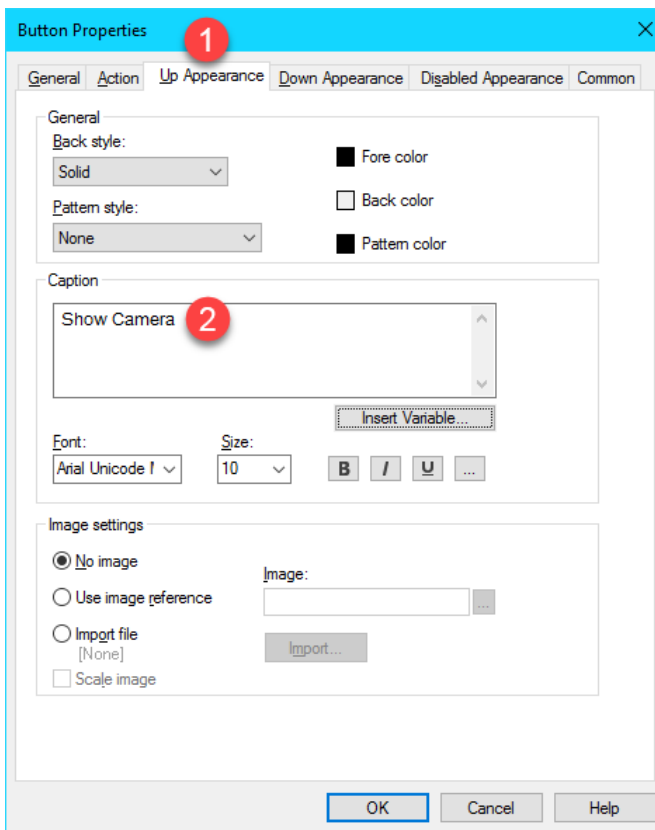 Button Properties
1
General Action Up Appearance Down Appearance Disabled Appearance Common
General
Back style:
Solid
Fore color
Back color
Pattern style:
None
Pattern color
Caption
Show Camera 2
Insert Variable...
Font: Size:
Arial Unicode 10 B I U ...
Image settings
No image
Image:
Use image reference ...
Import file
[None]
Import...
Scale image
OK Cancel Help